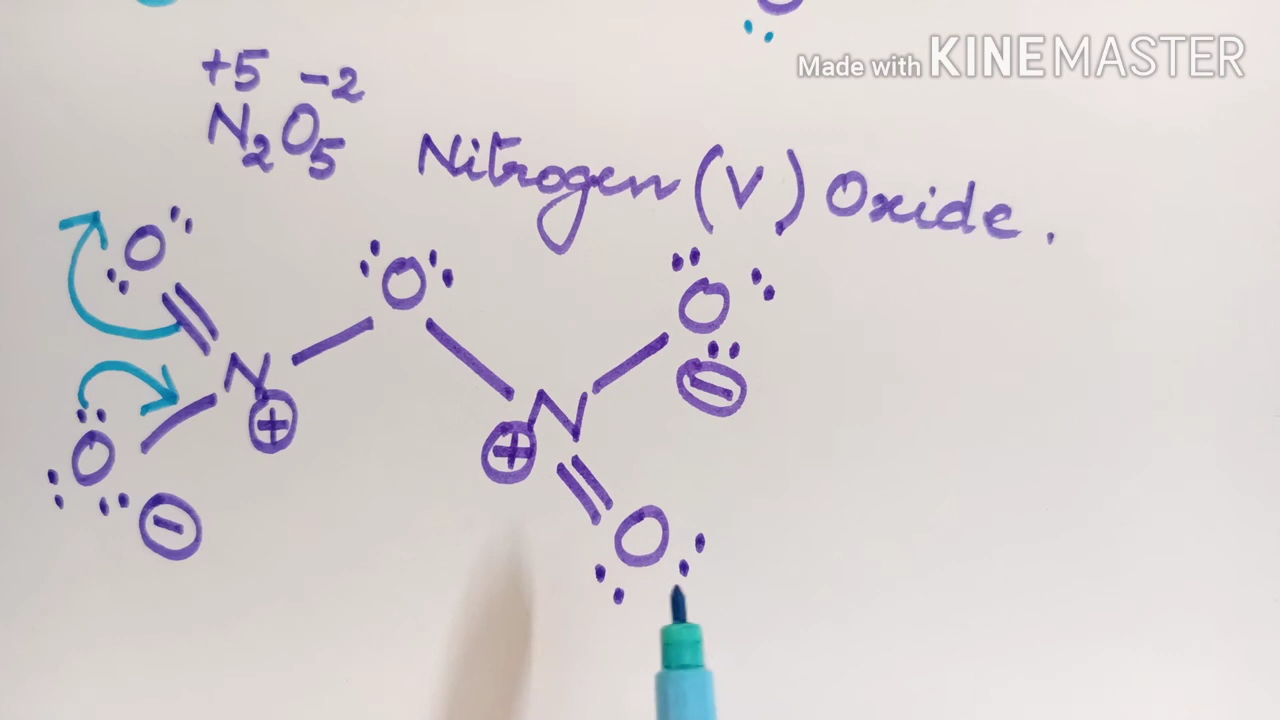 Made with KINEMASTER
+5 -2
N₂O₅ Nitrogen (V) Oxide.
O O O
N ⊕
O ⊖
⊕ N
⊖
O